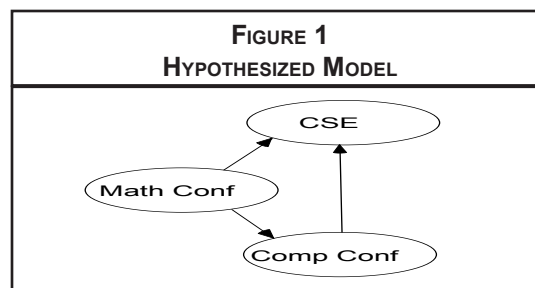 FIGURE 1
HYPOTHESIZED MODEL
CSE
Math Conf
Comp Conf